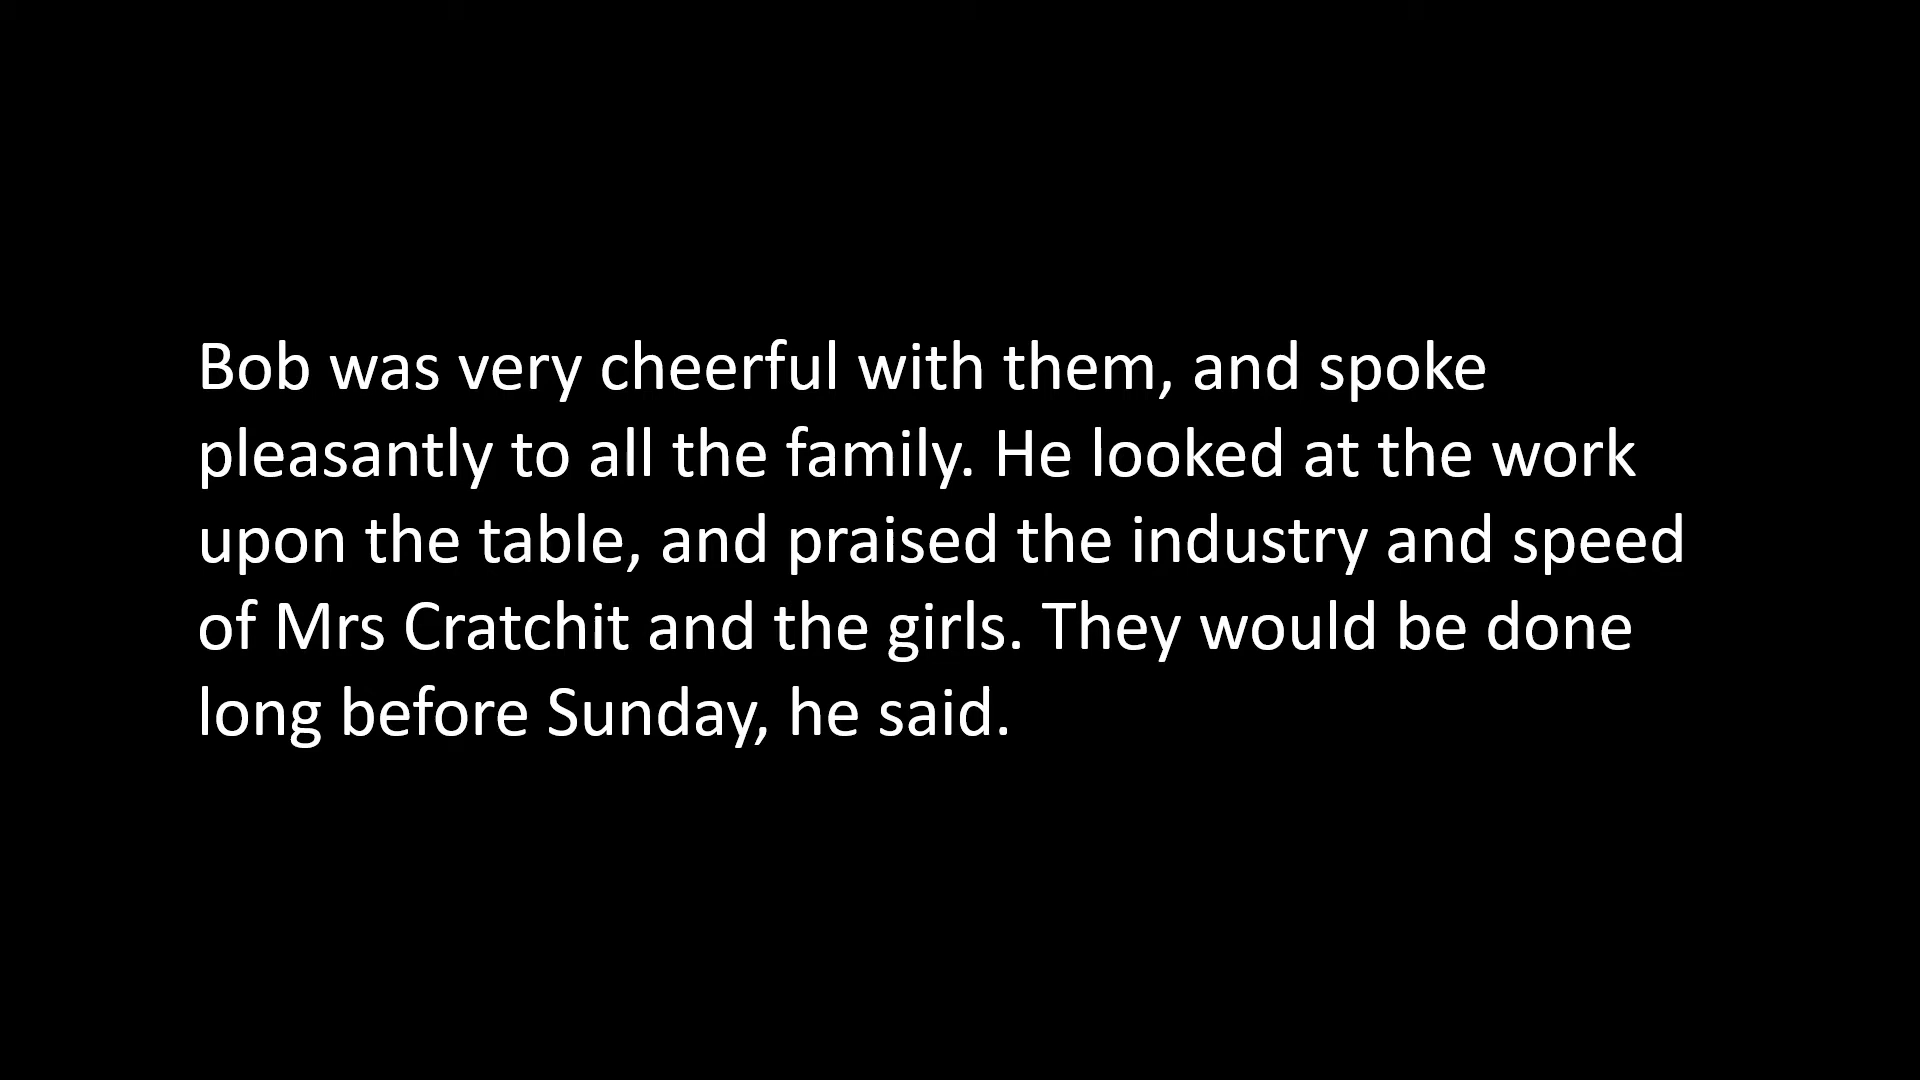 Bob was very cheerful with them, and spoke
pleasantly to all the family. He looked at the work
upon the table, and praised the industry and speed
of Mrs Cratchit and the girls. They would be done
long before Sunday, he said.